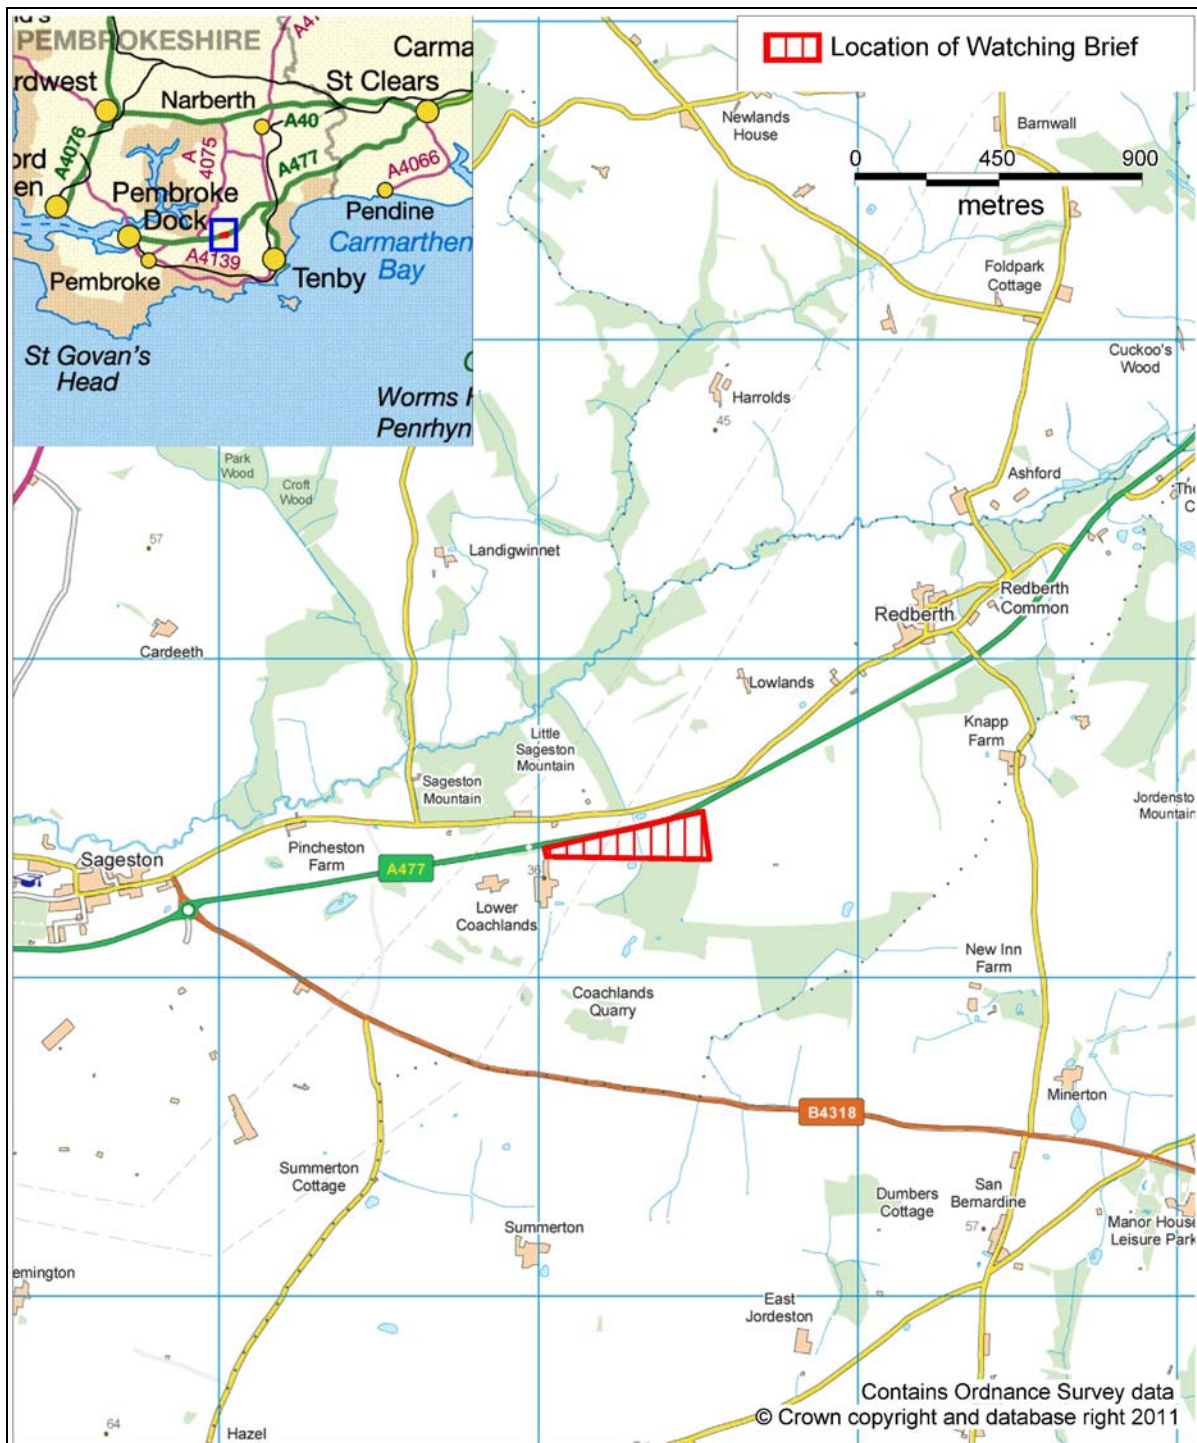 PEMBROKESHIRE
Carma
St Clears
rdwest
Narberth
A40
A4076
A
4075
A477
A4066
ord
en
Pembroke
Dock
Pendine
Carmarthen
Bay
A4139
Pembroke
Tenby
St Govan's
Head
Worms
Penrhyn
Location of Watching Brief
Newlands
House
Barnwall
0 450 900
metres
Foldpark
Cottage
Cuckoo's
Wood
Harrolds
45
Park
Wood
Croft
Wood
Ashford
57
Landigwinnet
Redberth
Redberth
Common
Cardeeth
Lowlands
Knapp
Farm
Little
Sageston
Mountain
Sageston
Mountain
Jordensto
Mountain
Pincheston
Farm
Sageston
A477
36
Lower
Coachlands
New Inn
Farm
Coachlands
Quarry
Minerton
B4318
Summerton
Cottage
Dumbers
Cottage
San
Bernardine
57
Manor House
Leisure Park
Summerton
emington
East
Jordeston
64
Hazel
Contains Ordnance Survey data
© Crown copyright and database right 2011